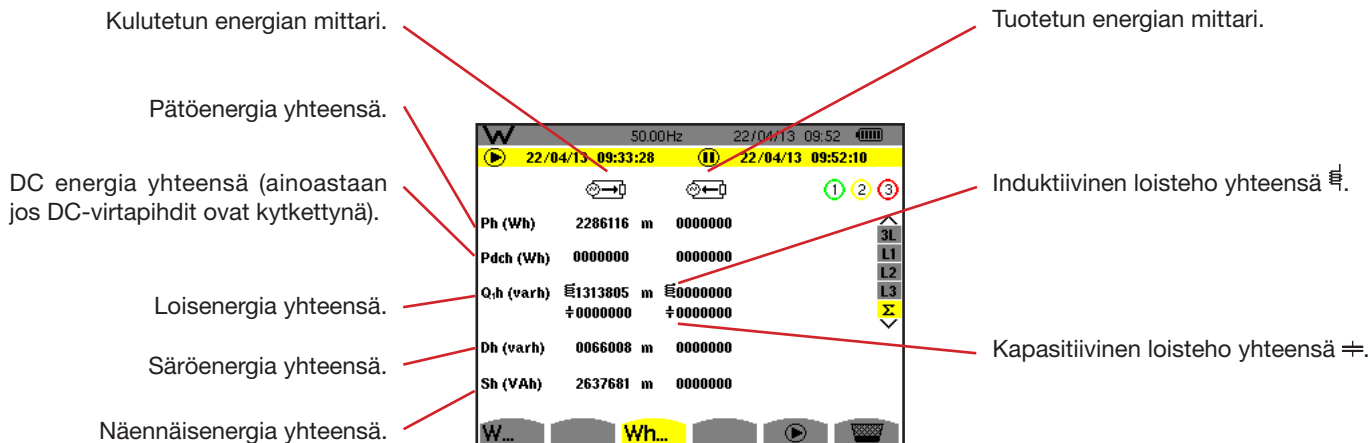 Kulutetun energian mittari.
Tuotetun energian mittari.
Pätöenergia yhteensä.
DC energia yhteensä (ainoastaan
jos DC-virtapihdit ovat kytkettynä).
Loisenergia yhteensä.
Säröenergia yhteensä.
Näennäisenergia yhteensä.
W 50.00Hz 22/04/13 09:52
22/04/13 09:33:28 22/04/13 09:52:10
1 2 3
Ph (Wh) 2286116 m 0000000
Pdch (Wh) 0000000 0000000
Q₁h (varh) 1313805 m 0000000
0000000 0000000
Dh (varh) 0066008 m 0000000
Sh (VAh) 2637681 m 0000000
3L
L1
L2
L3
Σ
W... Wh...
Induktiivinen loisteho yhteensä .
Kapasitiivinen loisteho yhteensä .